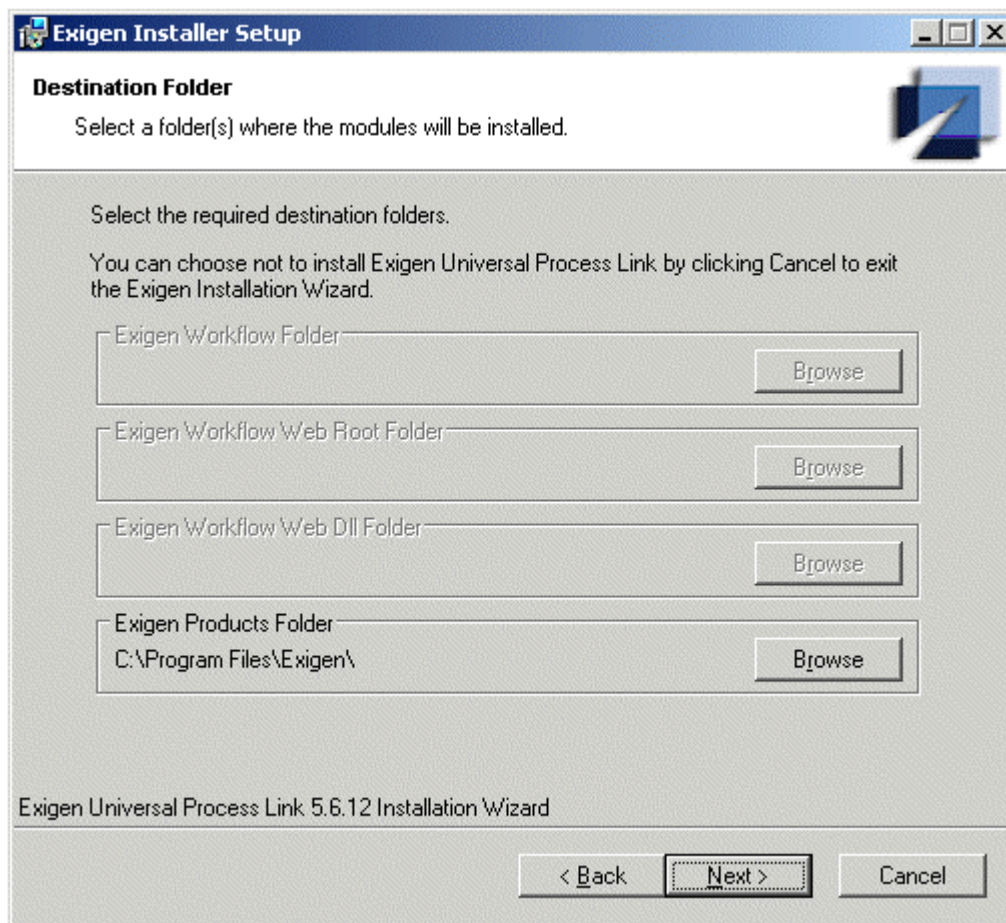 Exigen Installer Setup
Destination Folder
Select a folder(s) where the modules will be installed.
Select the required destination folders.
You can choose not to install Exigen Universal Process Link by clicking Cancel to exit
the Exigen Installation Wizard.
Exigen Workflow Folder
Browse
Exigen Workflow Web Root Folder
Browse
Exigen Workflow Web Dll Folder
Browse
Exigen Products Folder
C:\Program Files\Exigen\
Browse
Exigen Universal Process Link 5.6.12 Installation Wizard
< Back
Next >
Cancel